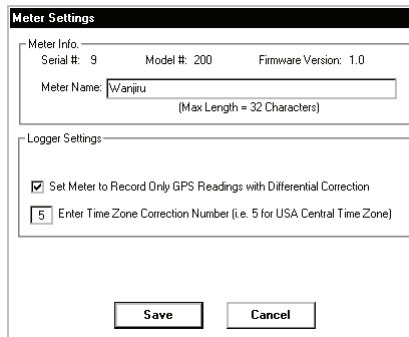 Meter Settings
Meter Info.
Serial #: 9 Model #: 200 Firmware Version: 1.0
Meter Name: Wanjiru
(Max Length = 32 Characters)
Logger Settings
Set Meter to Record Only GPS Readings with Differential Correction
5 Enter Time Zone Correction Number (i.e. 5 for USA Central Time Zone)
Save Cancel